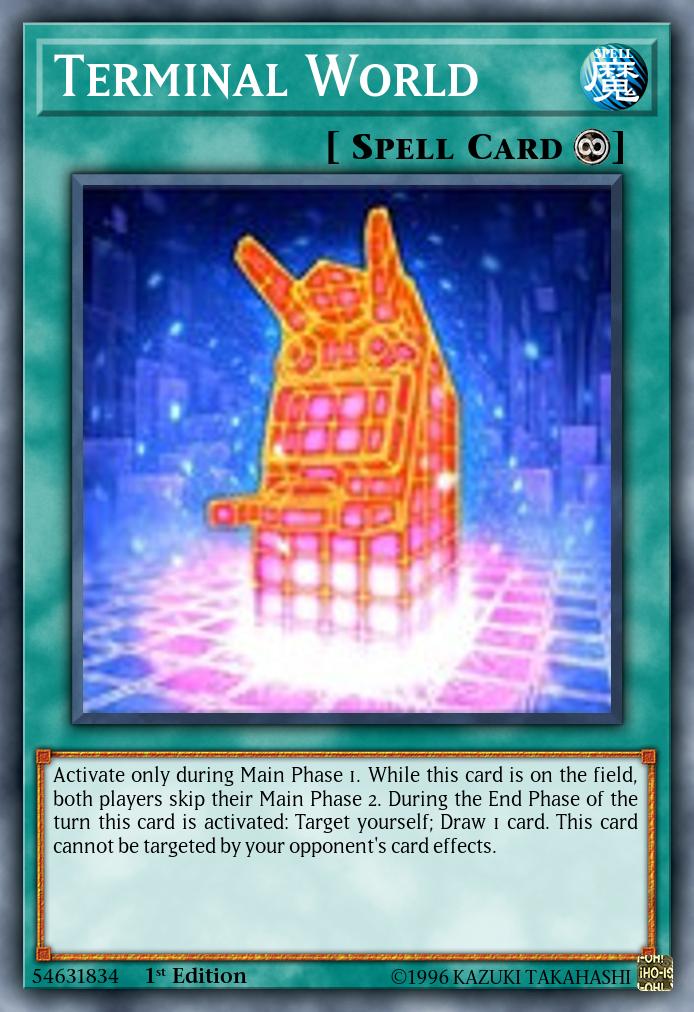 Terminal World
SPELL
魔
[ Spell Card ]
Activate only during Main Phase 1. While this card is on the field,
both players skip their Main Phase 2. During the End Phase of the
turn this card is activated: Target yourself; Draw 1 card. This card
cannot be targeted by your opponent's card effects.
54631834 1st Edition ©1996 KAZUKI TAKAHASHI